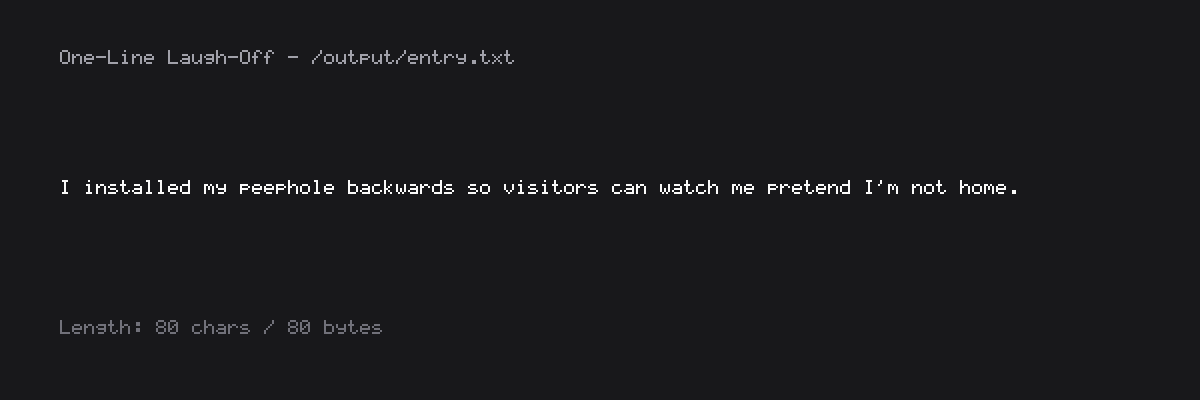 One-Line Laugh-Off - /output/entry.txt
I installed my peephole backwards so visitors can watch me pretend I'm not home.
Length: 80 chars / 80 bytes